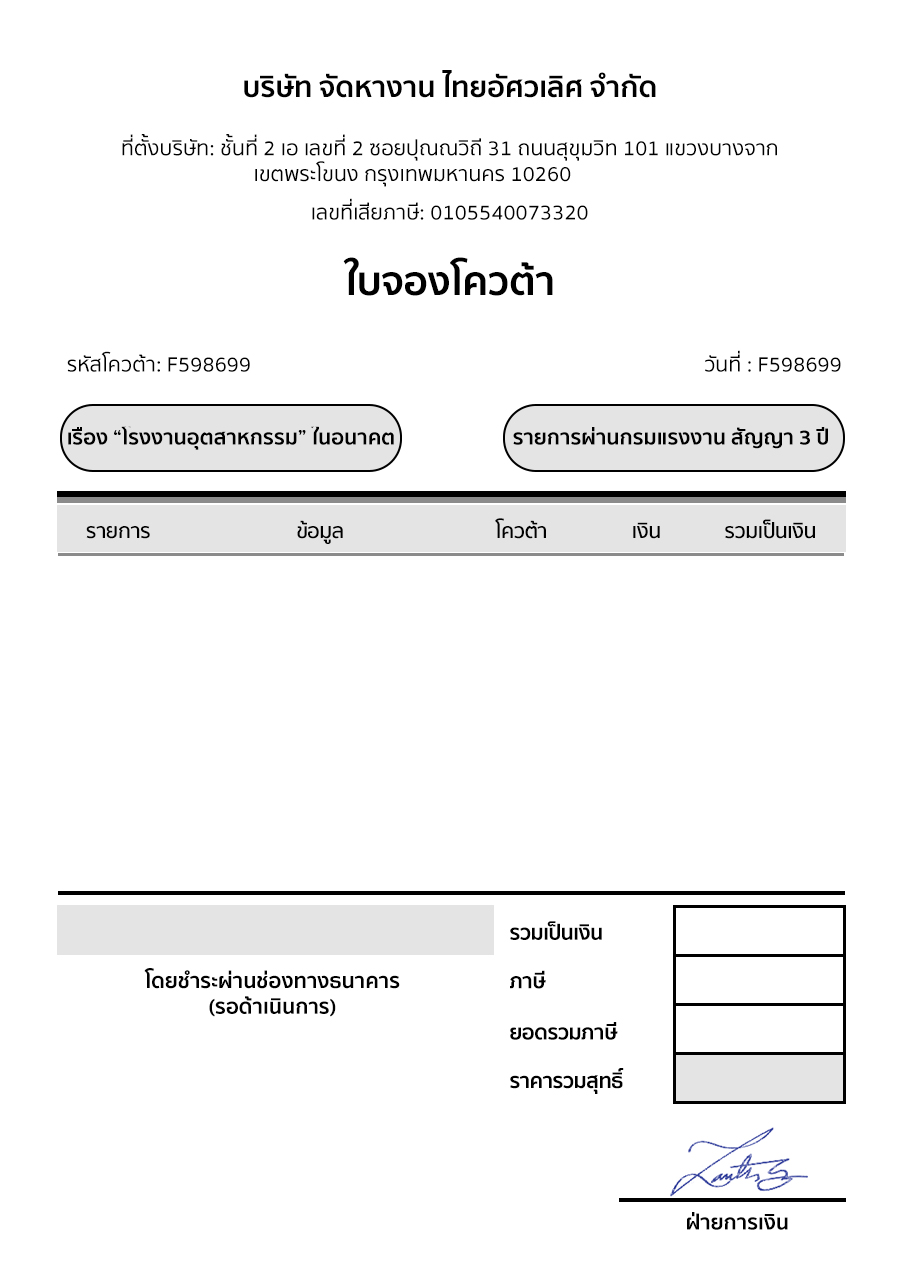 บริษัท จัดหางาน ไทยอัศวเลิศ จำกัด
ที่ตั้งบริษัท: ชั้นที่ 2 เอ เลขที่ 2 ซอยปุณณวิถี 31 ถนนสุขุมวิท 101 แขวงบางจาก
เขตพระโขนง กรุงเทพมหานคร 10260
เลขที่เสียภาษี: 0105540073320
ใบจองโควต้า
รหัสโควต้า: F598699 วันที่ : F598699
เรื่อง “โรงงานอุตสาหกรรม” ในอนาคต รายการผ่านกรมแรงงาน สัญญา 3 ปี
รายการ ข้อมูล โควต้า เงิน รวมเป็นเงิน
รวมเป็นเงิน
โดยชำระผ่านช่องทางธนาคาร ภาษี
(รอด้าเนินการ)
ยอดรวมภาษี
ราคารวมสุทธิ์
ฝ่ายการเงิน